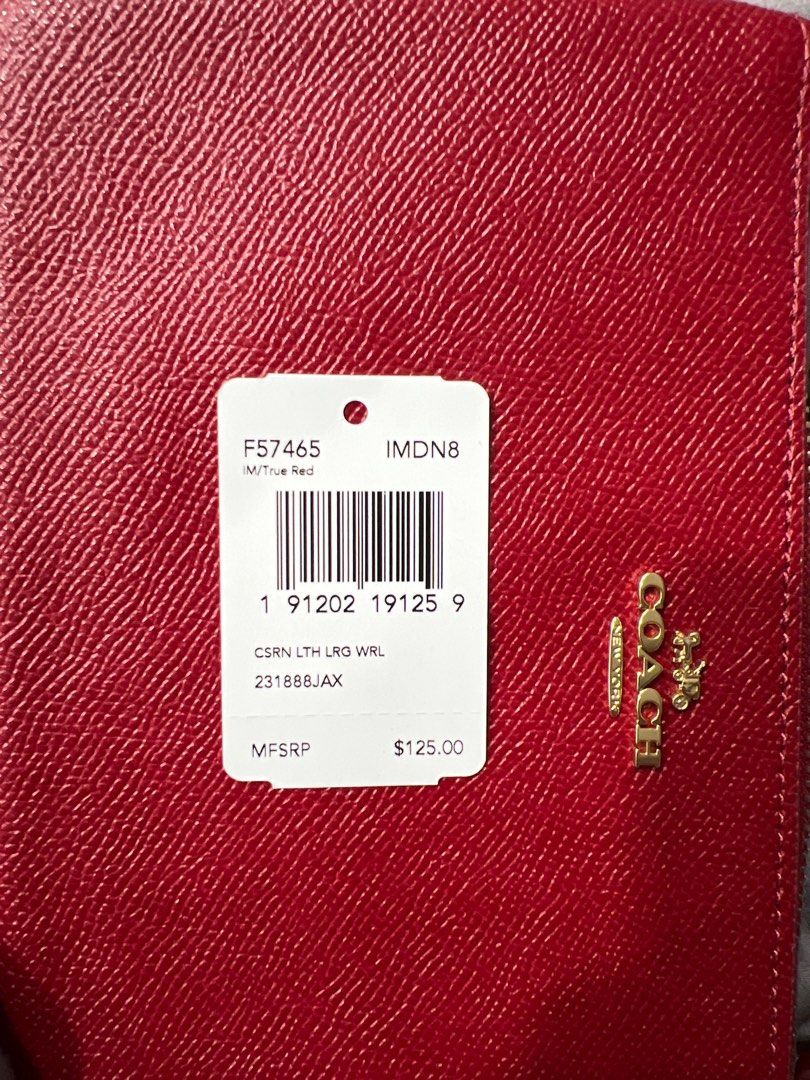 F57465 IMDN8
IM/True Red
1 91202 19125 9
CSRN LTH LRG WRL
231888JAX
MFSRP $125.00
COACH
NEW YORK